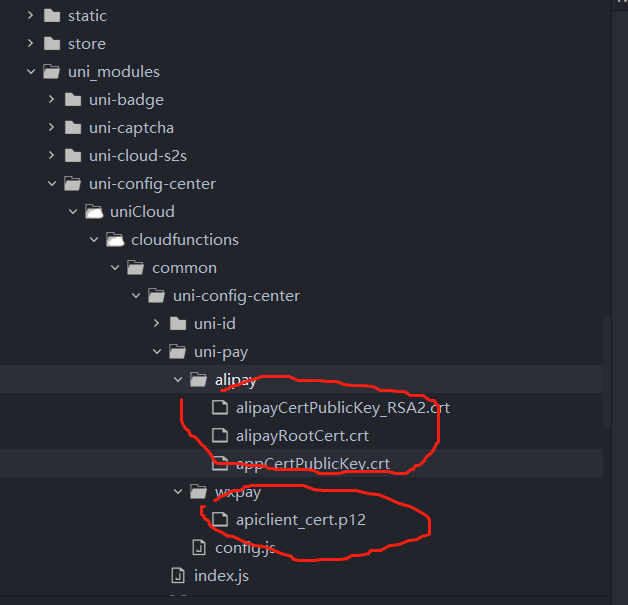 static
store
uni_modules
uni-badge
uni-captcha
uni-cloud-s2s
uni-config-center
uniCloud
cloudfunctions
common
uni-config-center
uni-id
uni-pay
alipay
alipayCertPublicKey_RSA2.crt
alipayRootCert.crt
appCertPublicKey.crt
wxpay
apiclient_cert.p12
config.js
index.js